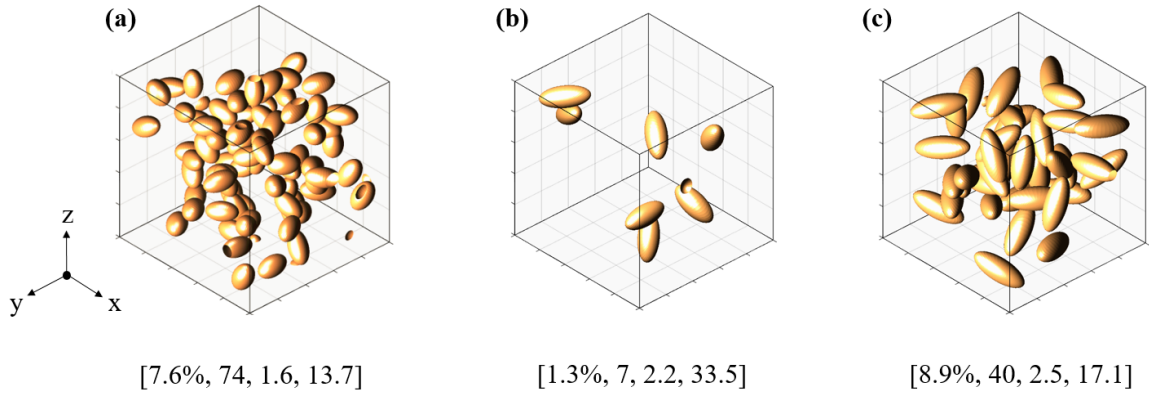 (a) (b) (c)
z
y x
[7.6%, 74, 1.6, 13.7] [1.3%, 7, 2.2, 33.5] [8.9%, 40, 2.5, 17.1]